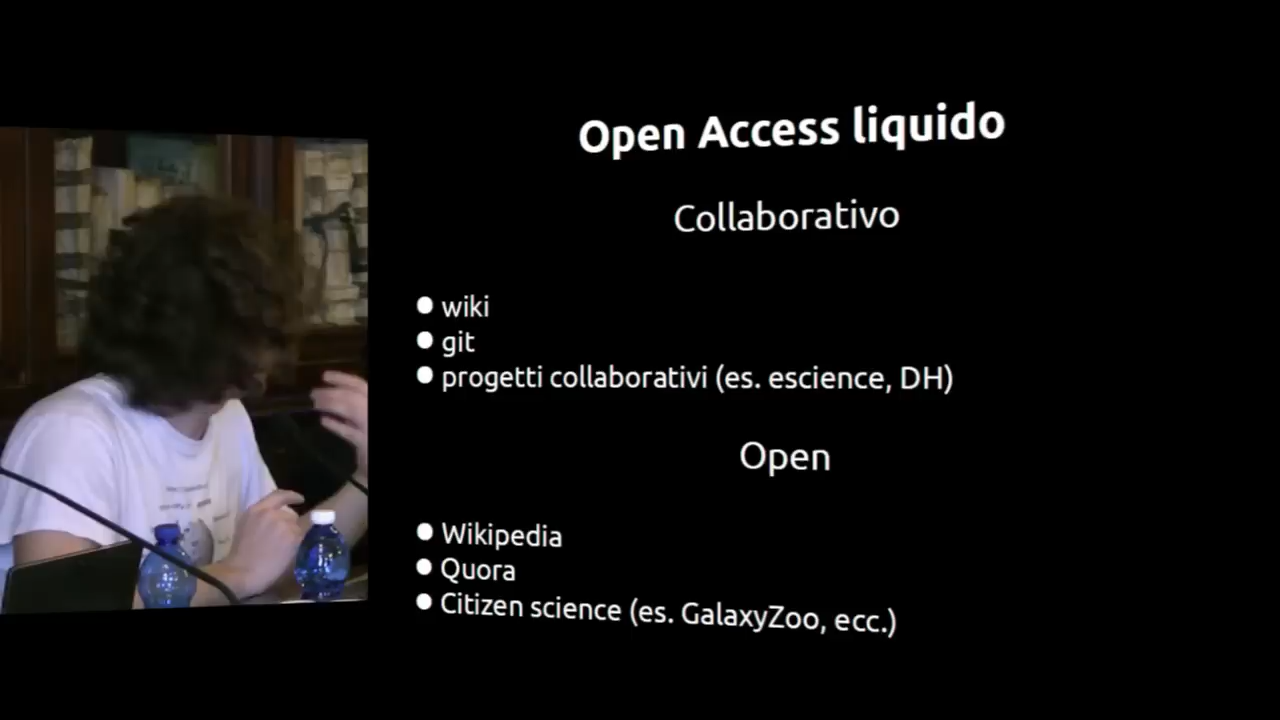 Open Access liquido
Collaborativo
● wiki
● git
● progetti collaborativi (es. escience, DH)
Open
● Wikipedia
● Quora
● Citizen science (es. GalaxyZoo, ecc.)